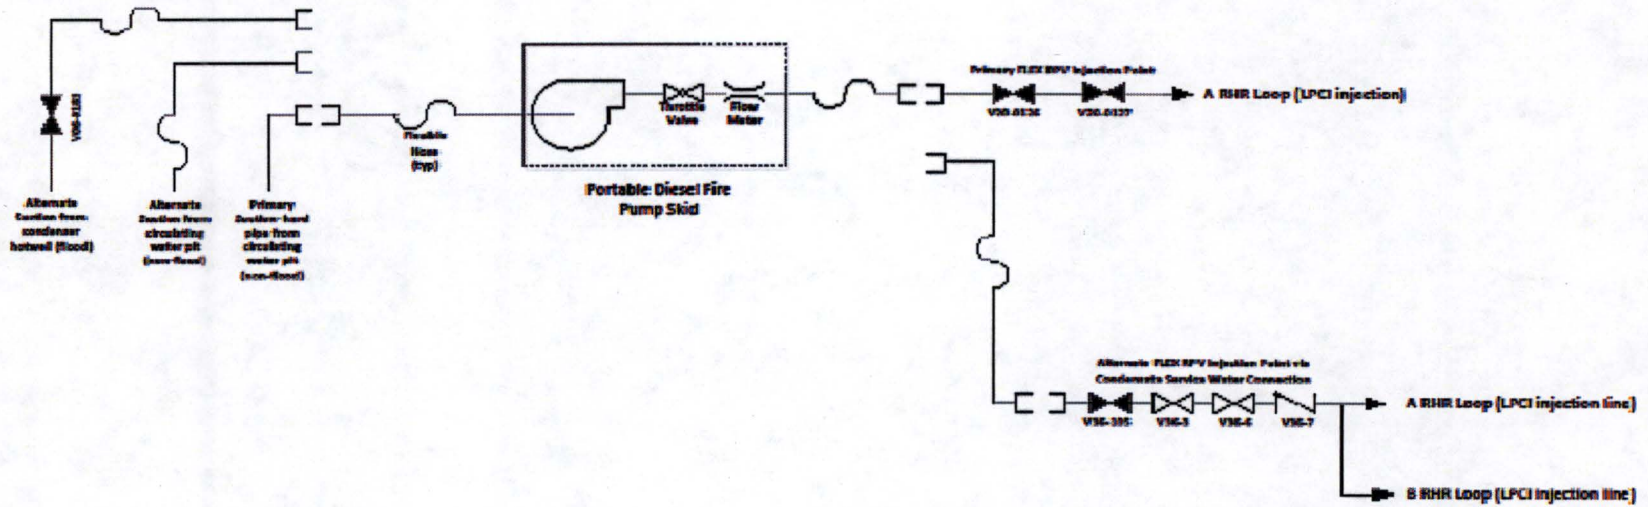 Primary FLEX RPV Injection Point
A RHR Loop (LPCI injection)
Throttle
Valve
Flow
Meter
Flexible
Hose
(typ)
Portable Diesel Fire
Pump Skid
Alternate
Suction from
condenser
hotwell (flood)
Alternate
Suction from
circulating
water pit
(non-flood)
Primary
Suction-hard
pipe from
circulating
water pit
(non-flood)
Alternate FLEX RPV Injection Point via
Condensate Service Water Connection
V36-3
V36-7
A RHR Loop (LPCI injection line)
B RHR Loop (LPCI injection line)